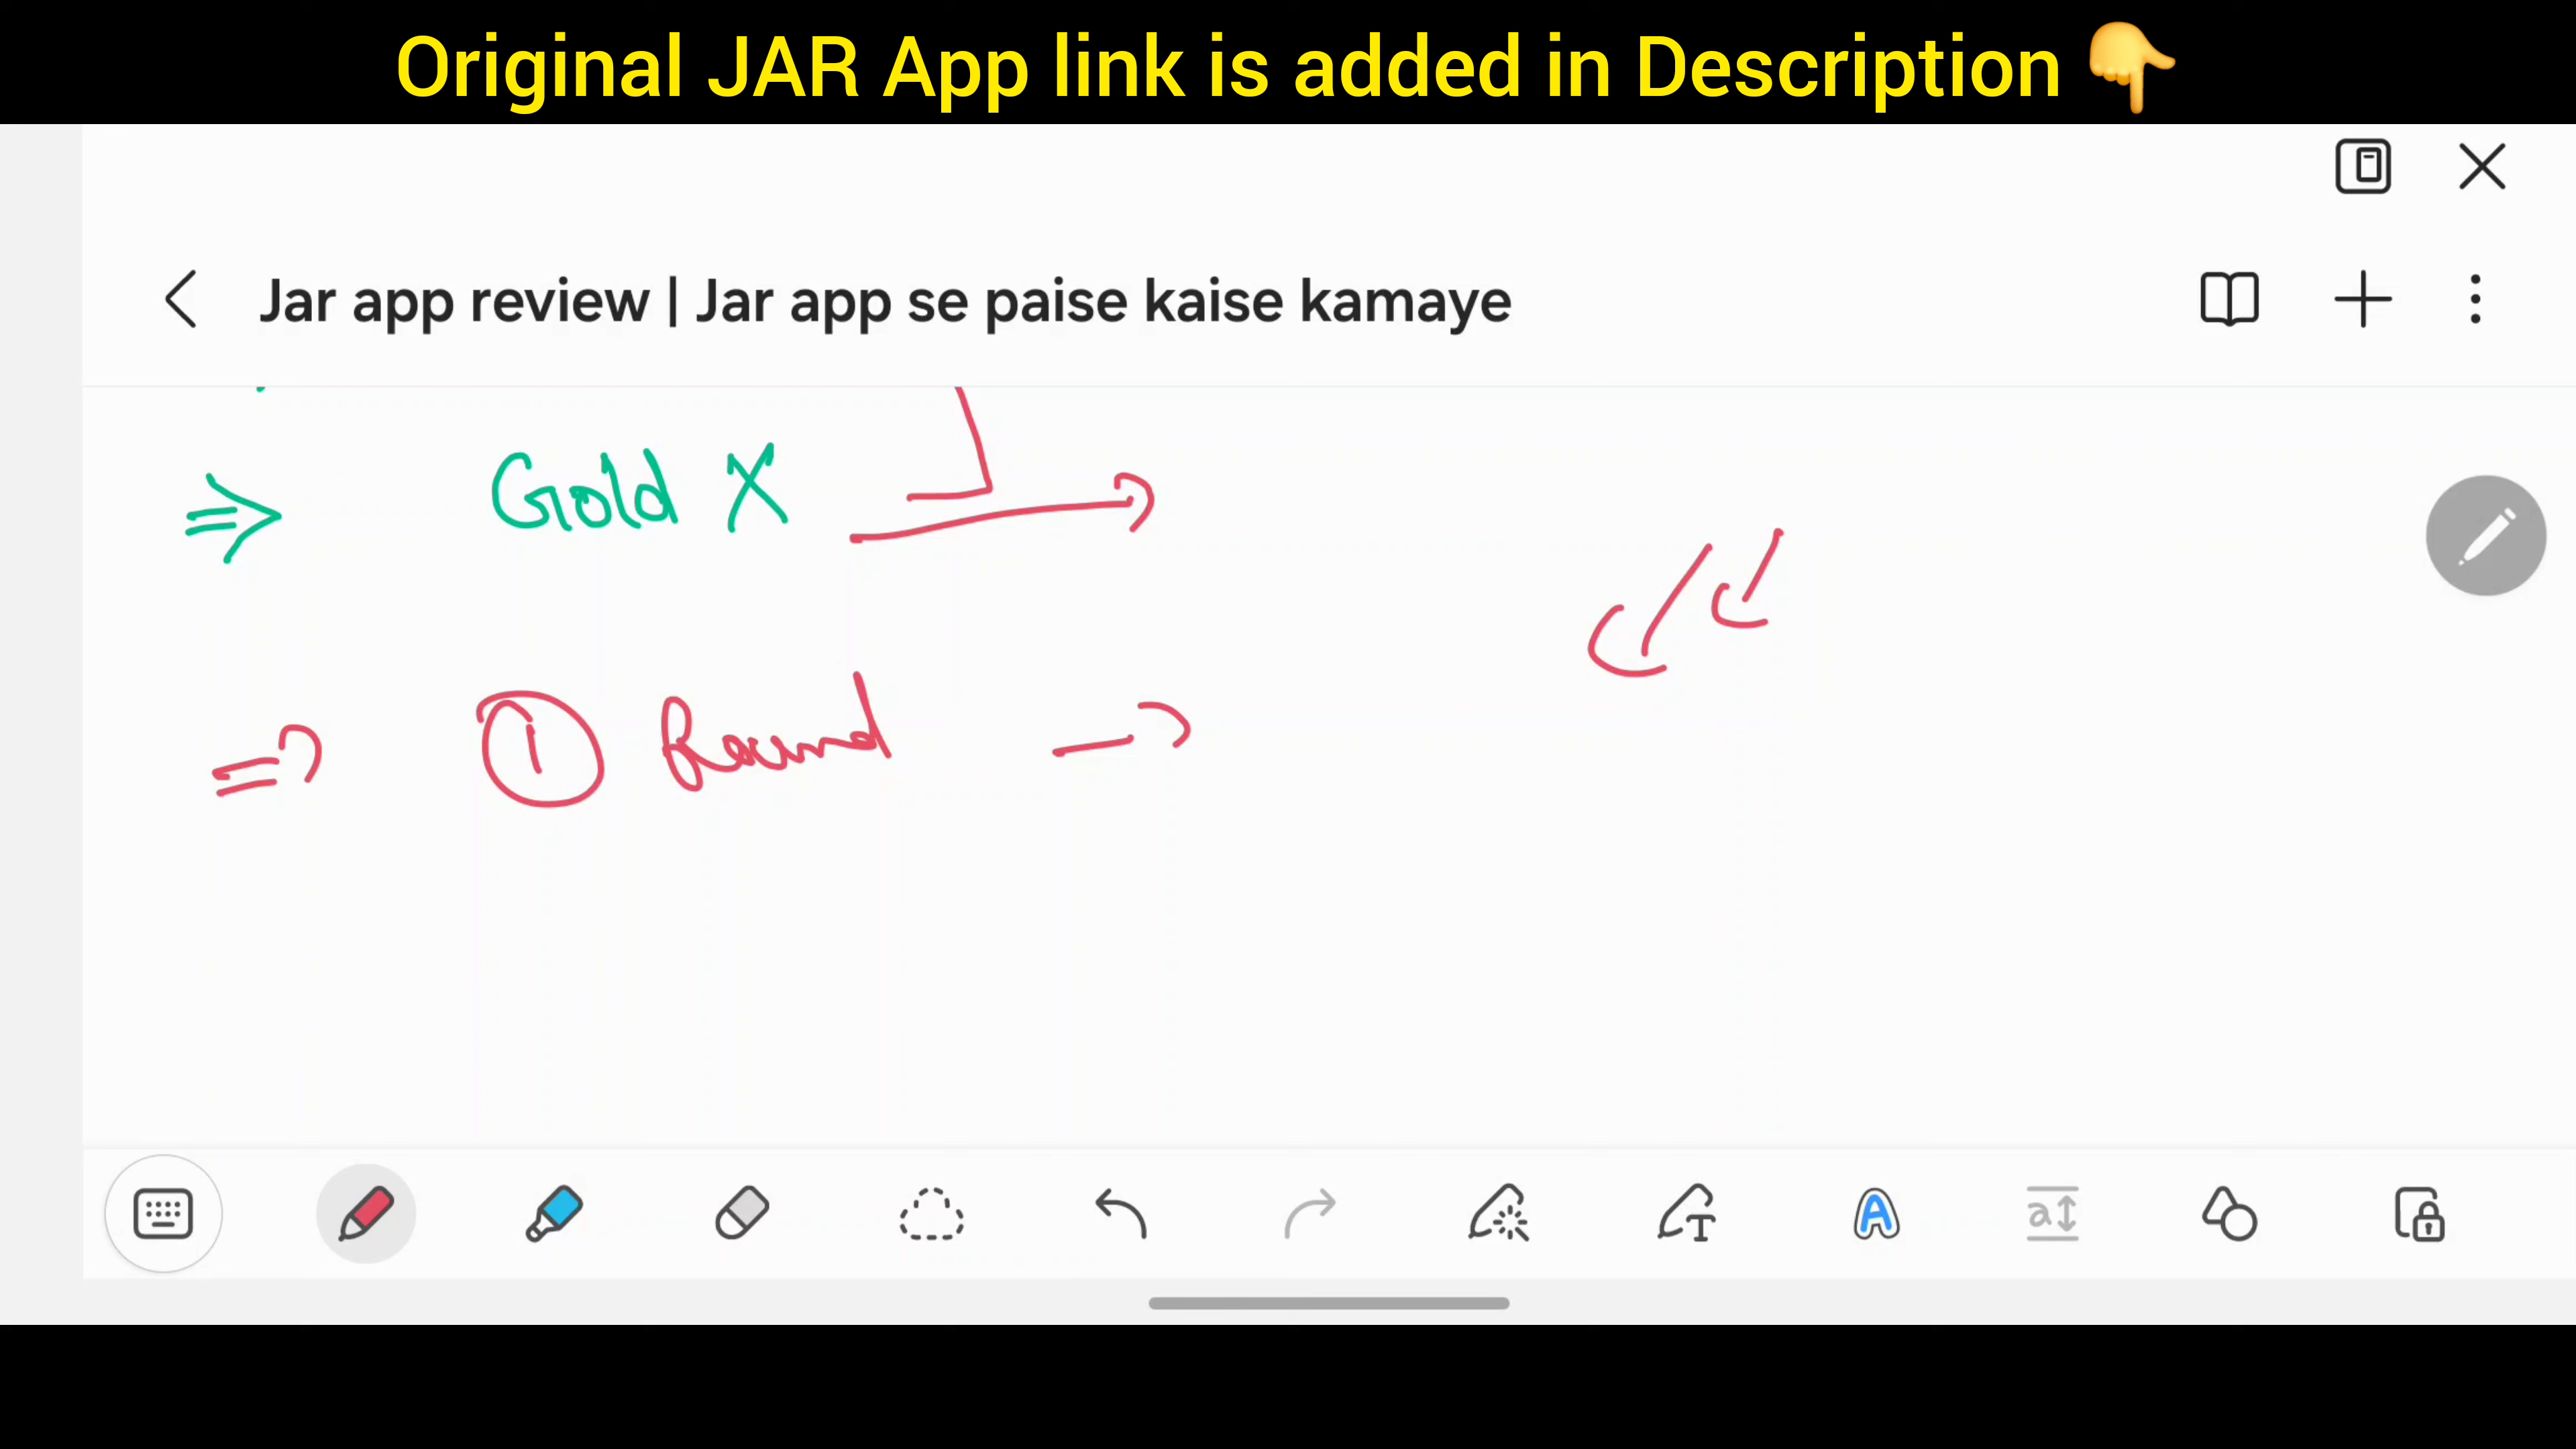 Original JAR App link is added in Description 👇
Jar app review | Jar app se paise kaise kamaye
⇒ Gold X →
⇒ ① Round →